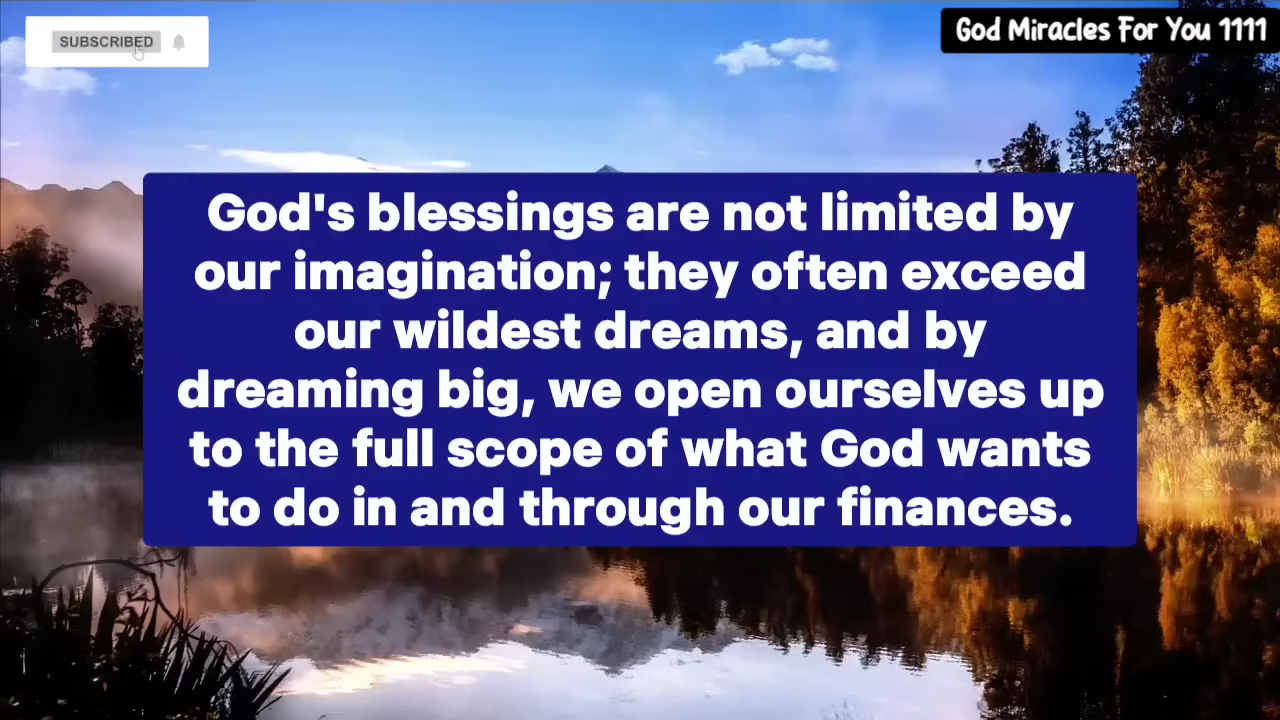 SUBSCRIBED
God Miracles For You 1111
God's blessings are not limited by
our imagination; they often exceed
our wildest dreams, and by
dreaming big, we open ourselves up
to the full scope of what God wants
to do in and through our finances.